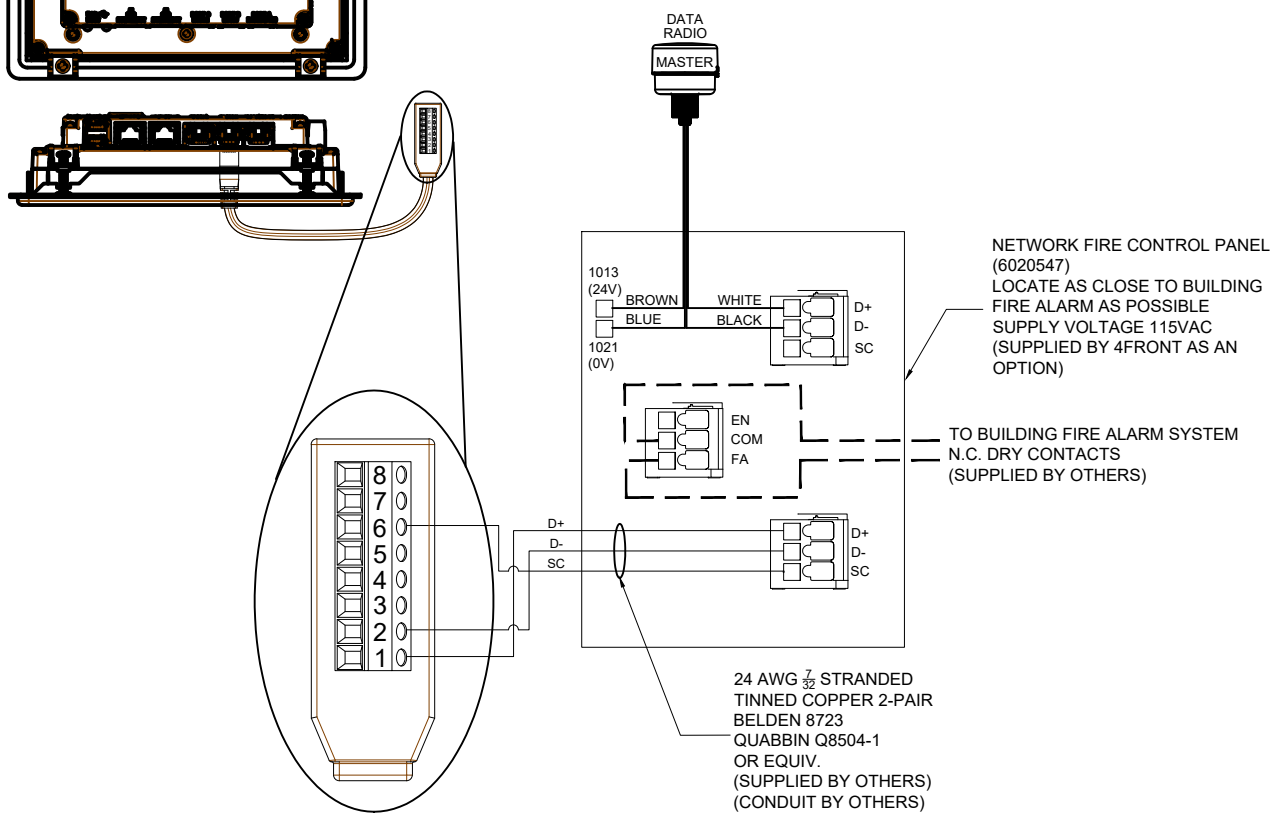 DATA
RADIO
MASTER
1013
(24V)
BROWN WHITE
BLUE BLACK
1021
(0V)
D+
D-
SC
NETWORK FIRE CONTROL PANEL
(6020547)
LOCATE AS CLOSE TO BUILDING
FIRE ALARM AS POSSIBLE
SUPPLY VOLTAGE 115VAC
(SUPPLIED BY 4FRONT AS AN
OPTION)
EN
COM
FA
TO BUILDING FIRE ALARM SYSTEM
N.C. DRY CONTACTS
(SUPPLIED BY OTHERS)
8
7
6
5
4
3
2
1
D+
D-
SC
D+
D-
SC
24 AWG 7/32 STRANDED
TINNED COPPER 2-PAIR
BELDEN 8723
QUABBIN Q8504-1
OR EQUIV.
(SUPPLIED BY OTHERS)
(CONDUIT BY OTHERS)